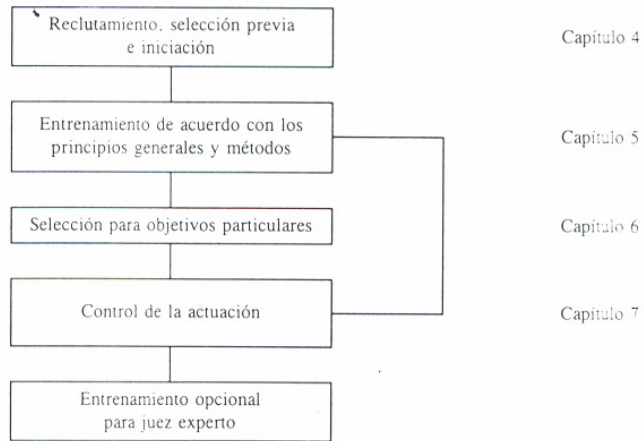 Reclutamiento, selección previa
e iniciación
Capítulo 4
Entrenamiento de acuerdo con los
principios generales y métodos
Capítulo 5
Selección para objetivos particulares
Capítulo 6
Control de la actuación
Capítulo 7
Entrenamiento opcional
para juez experto